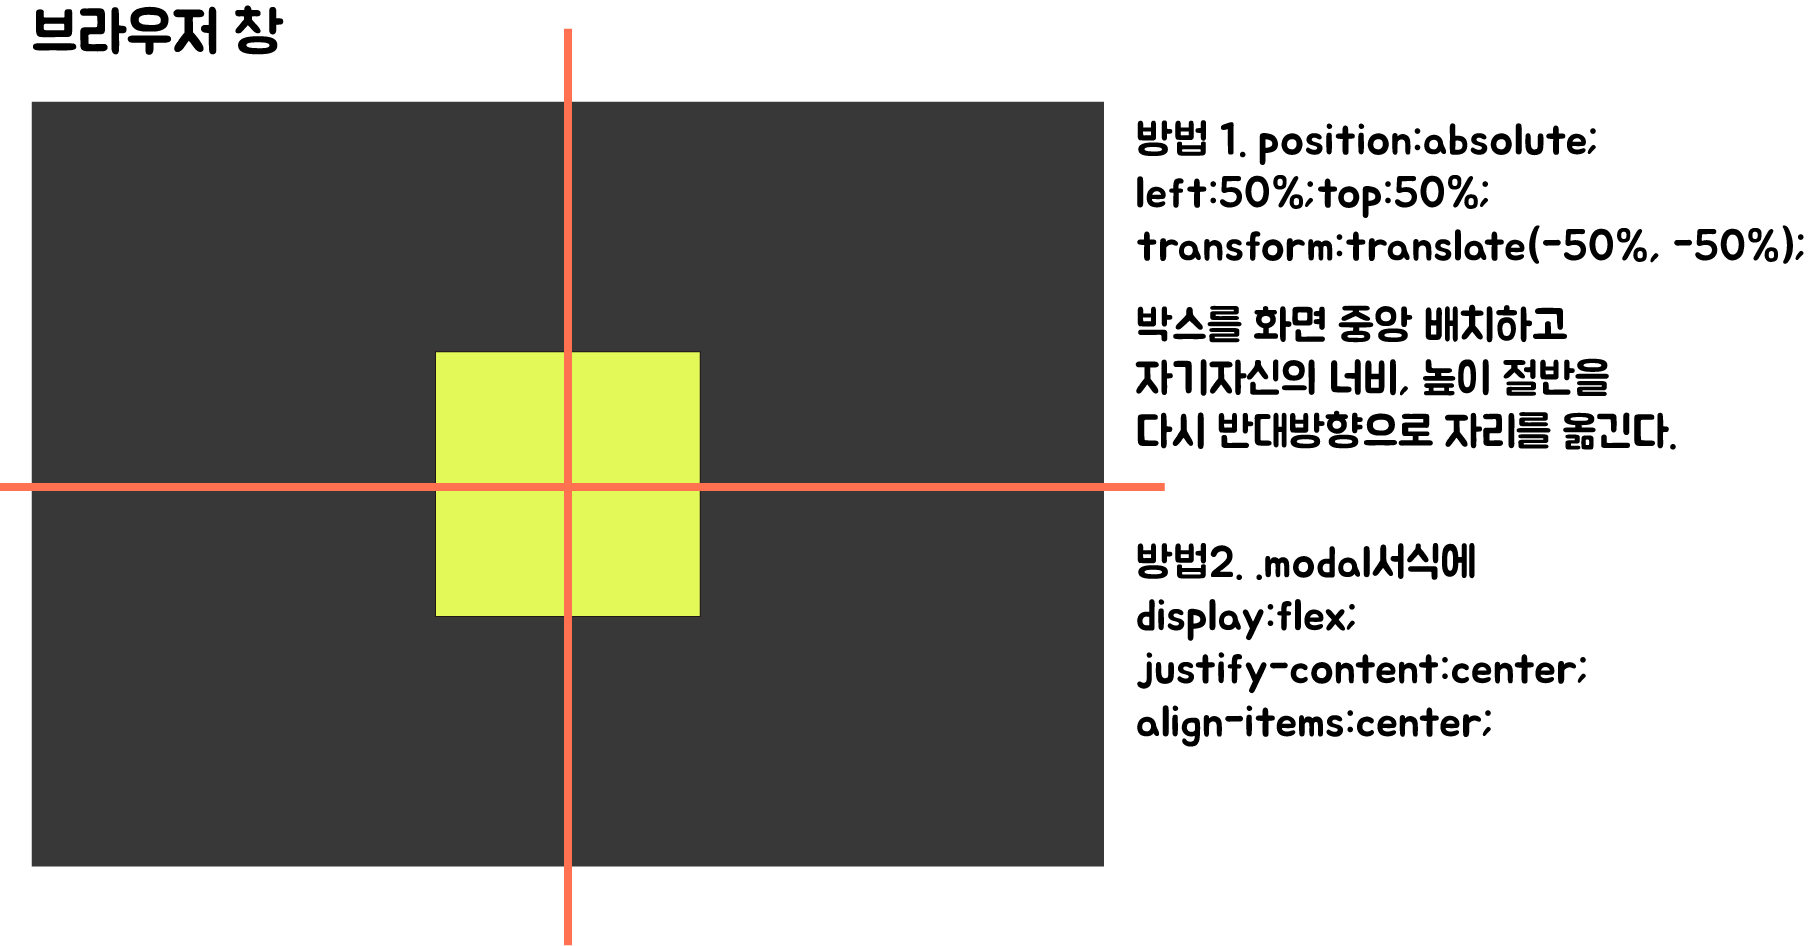 브라우저 창
방법 1. position:absolute;
left:50%;top:50%;
transform:translate(-50%, -50%);
박스를 화면 중앙 배치하고
자기자신의 너비, 높이 절반을
다시 반대방향으로 자리를 옮긴다.
방법2. .modal서식에
display:flex;
justify-content:center;
align-items:center;